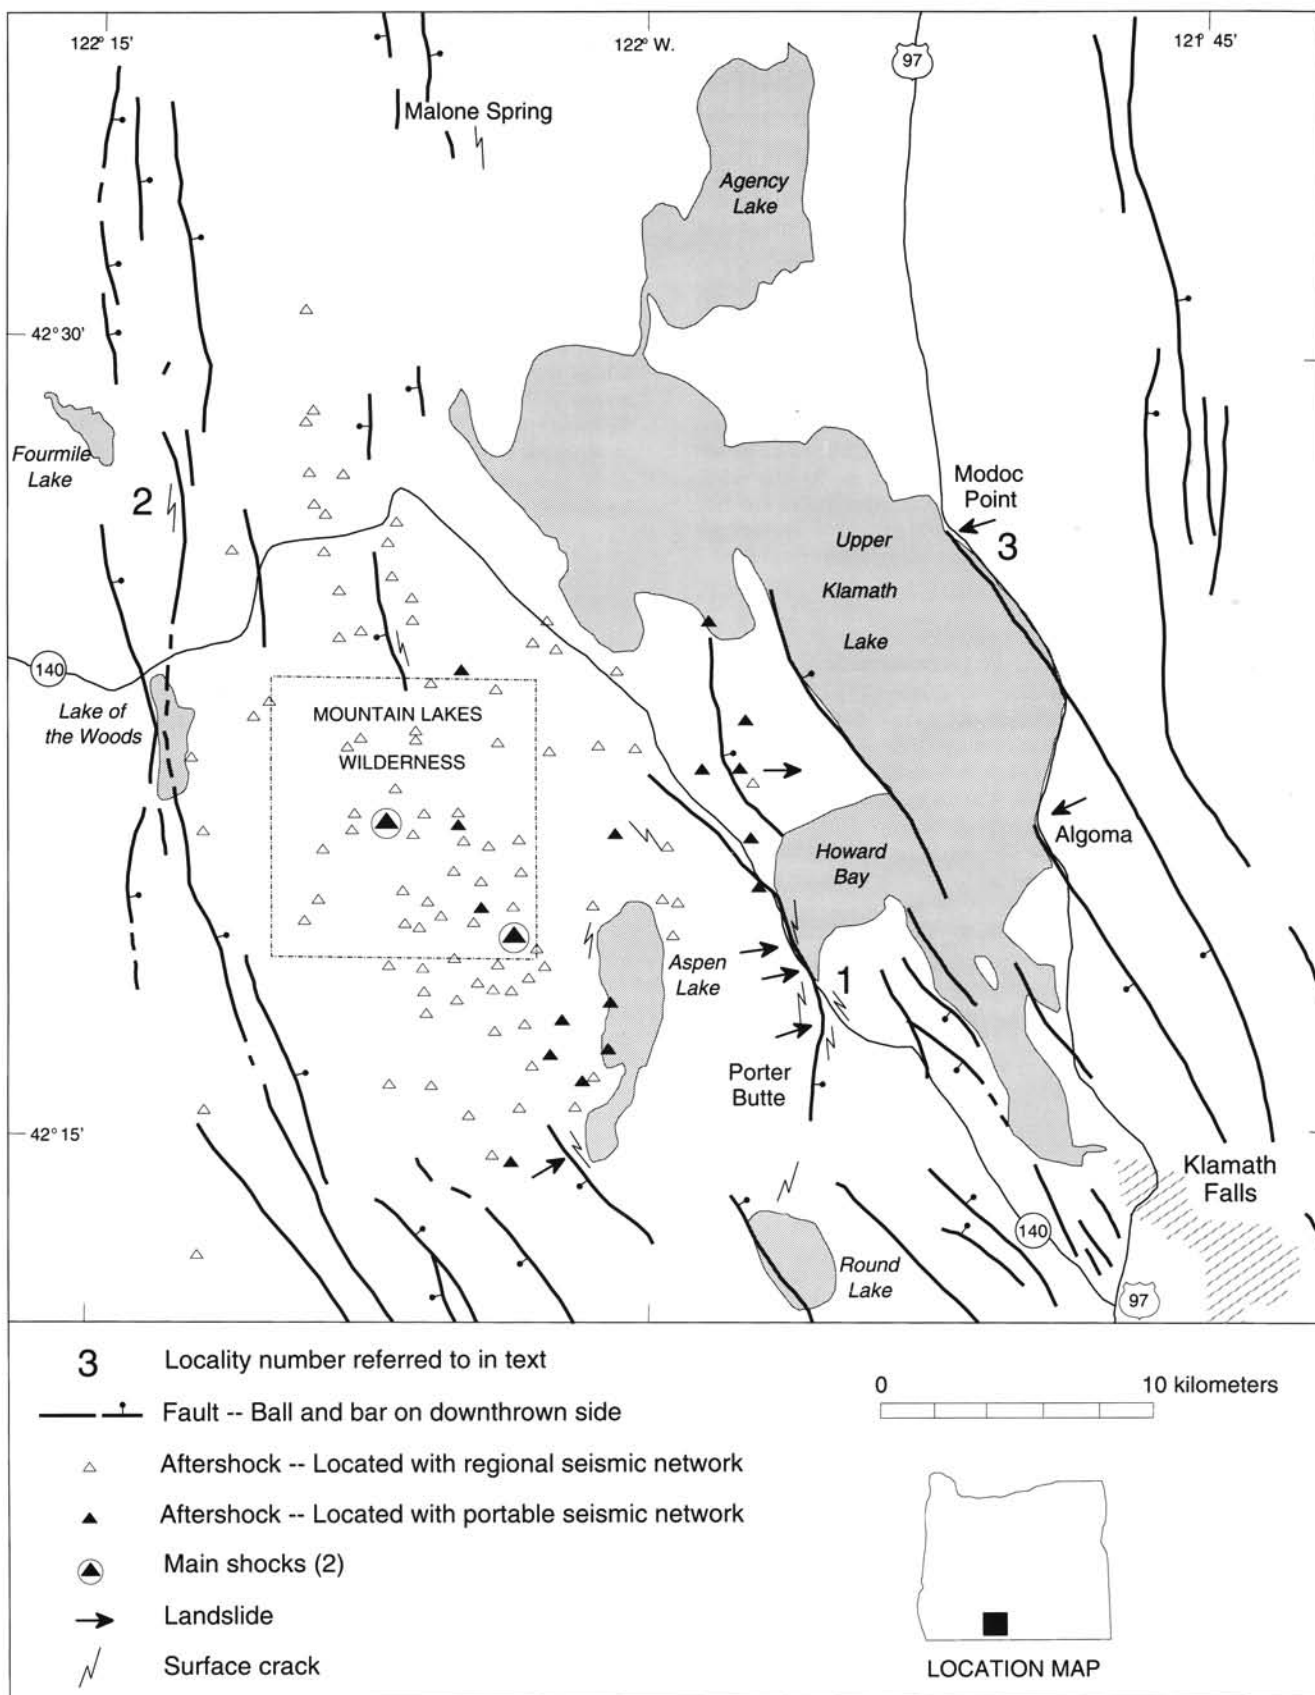 122° 15'
122° W.
97
121° 45'
Malone Spring
Agency
Lake
42° 30'
Fourmile
Lake
2
Modoc
Point
3
Upper
Klamath
Lake
140
Lake of
the Woods
MOUNTAIN LAKES
WILDERNESS
Algoma
Howard
Bay
Aspen
Lake
1
Porter
Butte
42° 15'
Klamath
Falls
140
Round
Lake
97
3 Locality number referred to in text
Fault -- Ball and bar on downthrown side
Aftershock -- Located with regional seismic network
Aftershock -- Located with portable seismic network
Main shocks (2)
Landslide
Surface crack
0 10 kilometers
LOCATION MAP